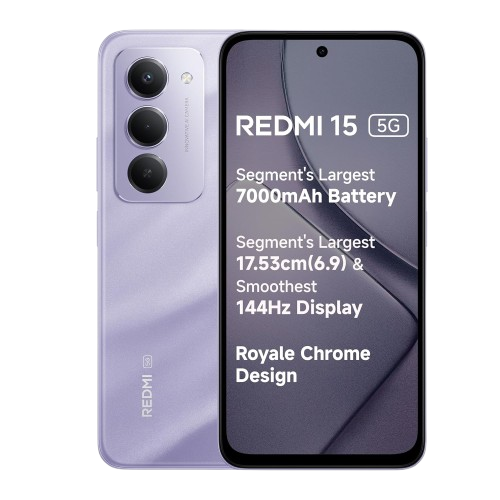 REDMI 15 5G
Segment's Largest
7000mAh Battery
Segment's Largest
17.53cm(6.9) &
Smoothest
144Hz Display
Royale Chrome
Design
REDMI 5G